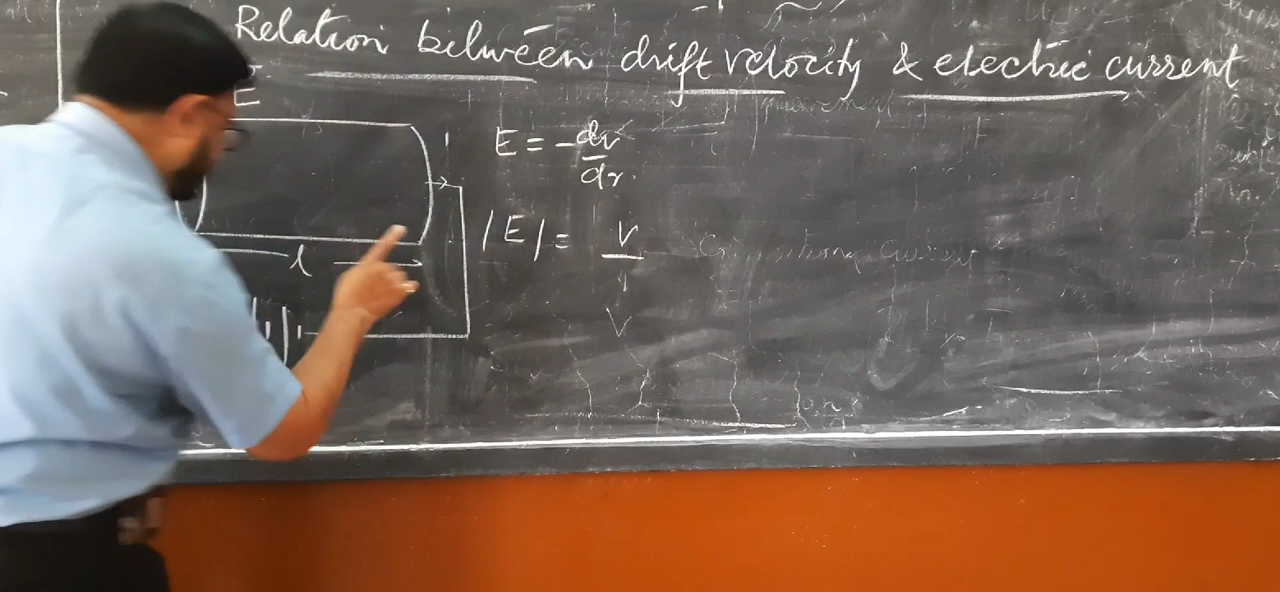 Relation between drift velocity & electric current
E
E = - dv
dr
l
|E| = V